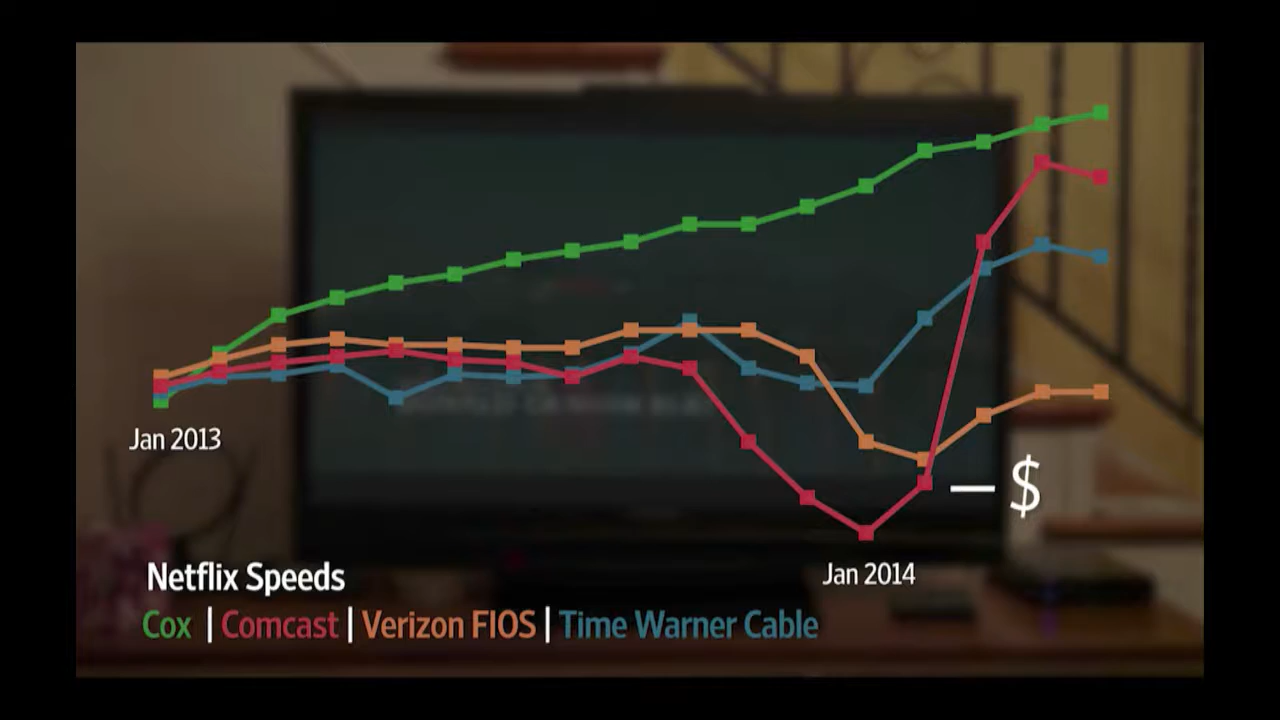 Jan 2013
– $
Jan 2014
Netflix Speeds
Cox | Comcast | Verizon FIOS | Time Warner Cable